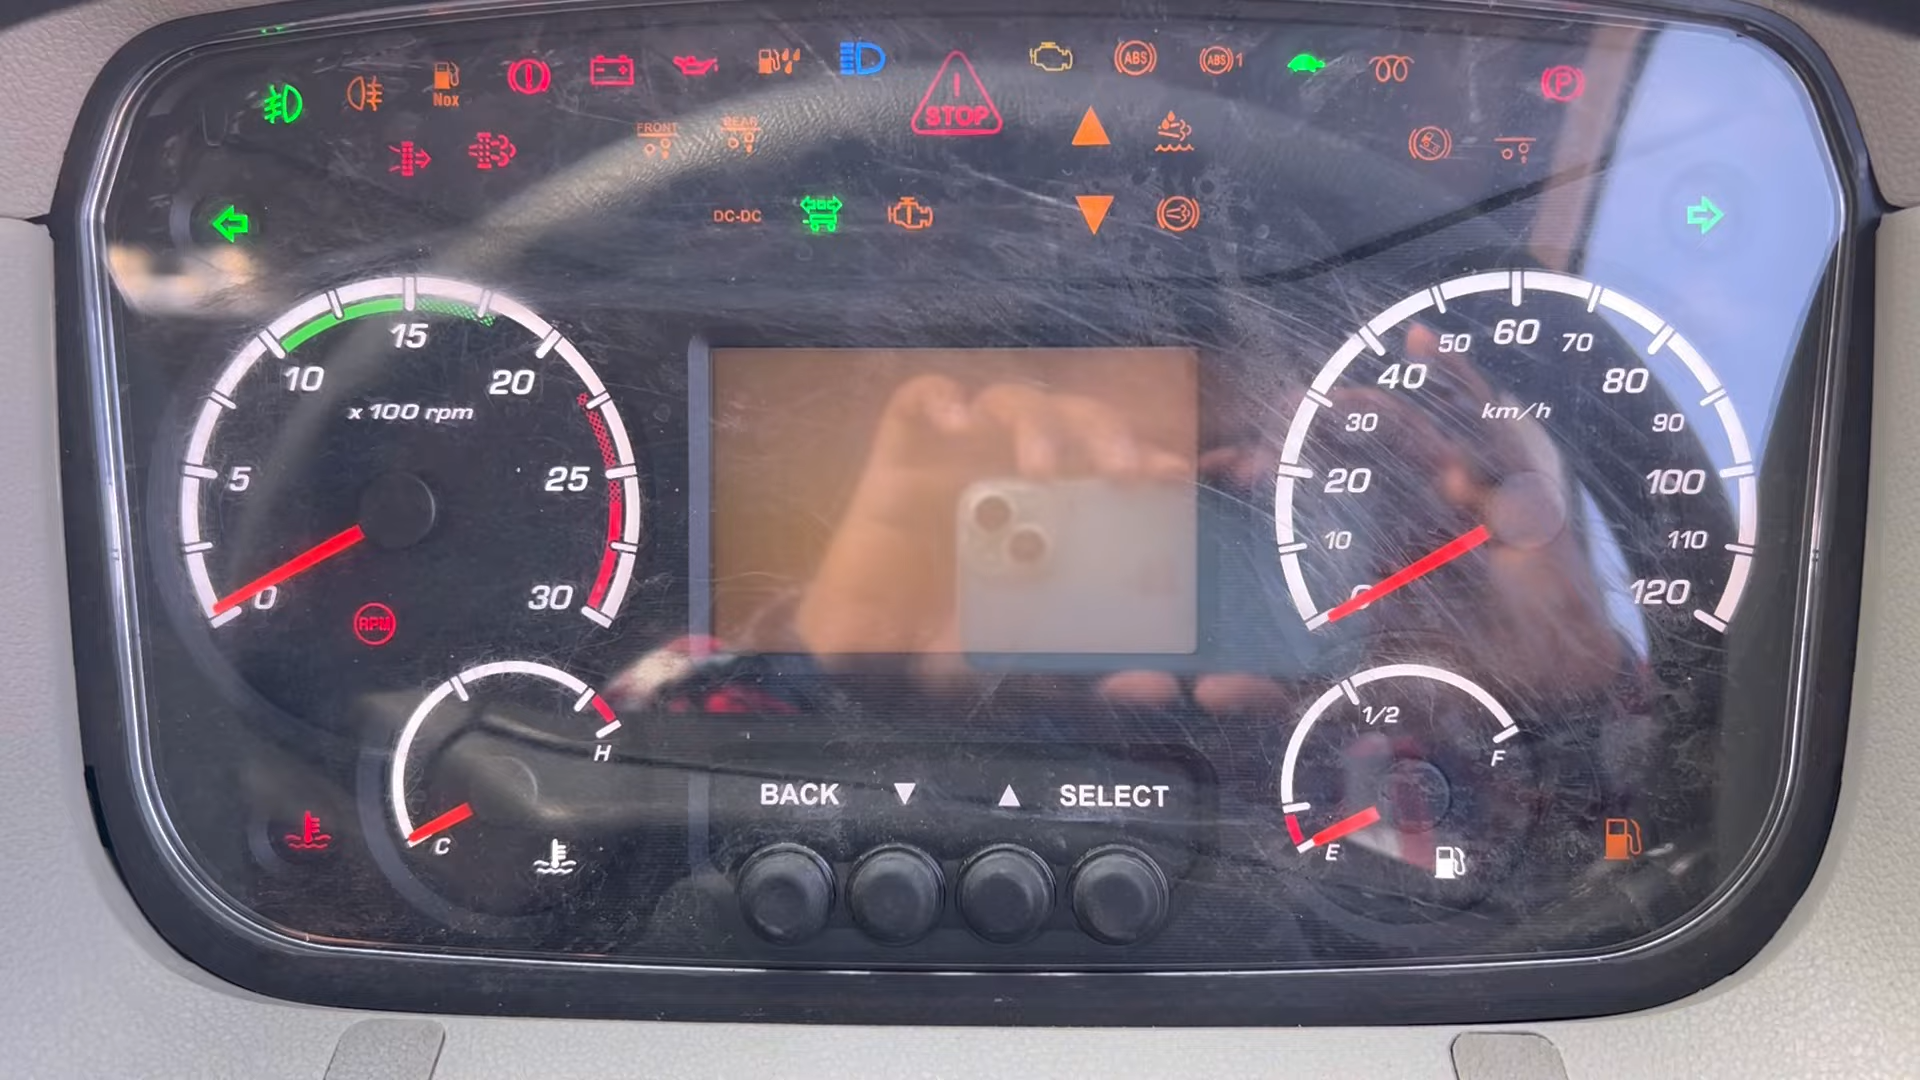 Nox
STOP
ABS
ABS 1
P
FRONT
REAR
DC-DC
15
10
20
x 100 rpm
5
25
0
30
RPM
60
50
70
40
80
km/h
30
90
20
100
10
110
0
120
H
C
1/2
F
E
BACK ▼ ▲ SELECT